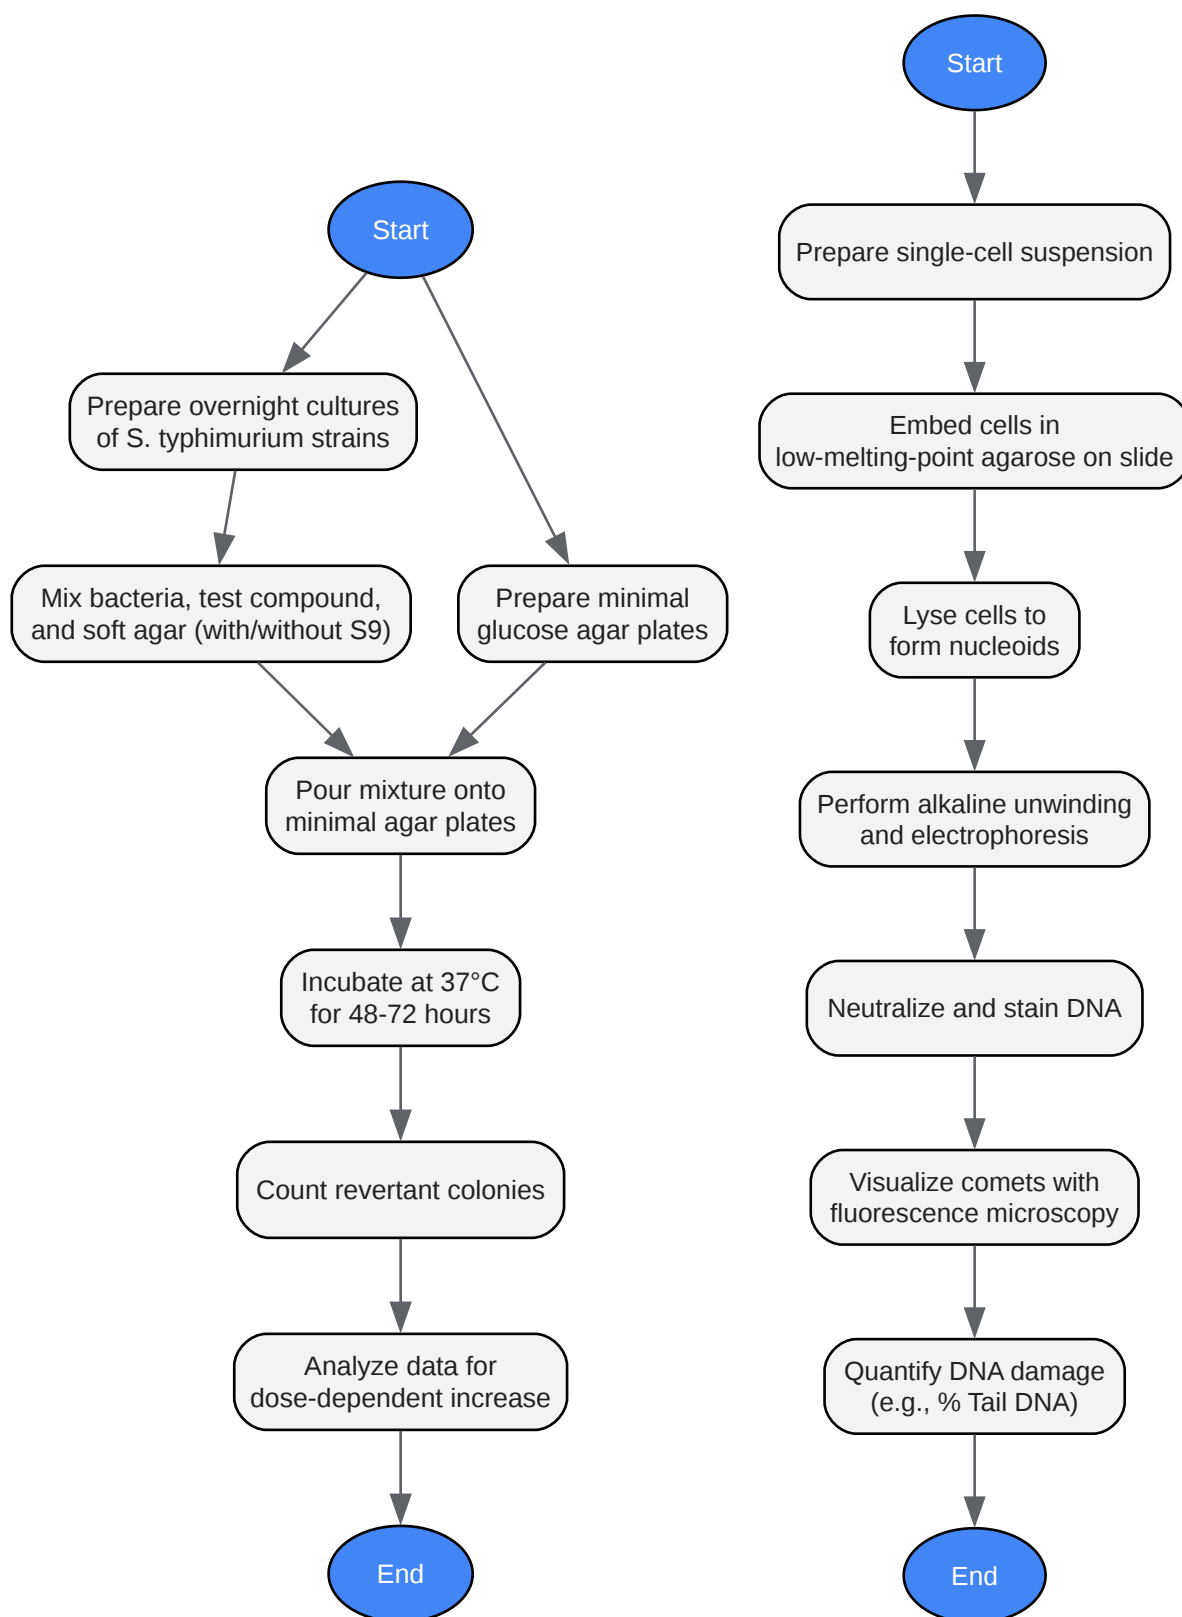 Start
Prepare overnight cultures
of S. typhimurium strains
Mix bacteria, test compound,
and soft agar (with/without S9)
Prepare minimal
glucose agar plates
Pour mixture onto
minimal agar plates
Incubate at 37°C
for 48-72 hours
Count revertant colonies
Analyze data for
dose-dependent increase
End
Start
Prepare single-cell suspension
Embed cells in
low-melting-point agarose on slide
Lyse cells to
form nucleoids
Perform alkaline unwinding
and electrophoresis
Neutralize and stain DNA
Visualize comets with
fluorescence microscopy
Quantify DNA damage
(e.g., % Tail DNA)
End